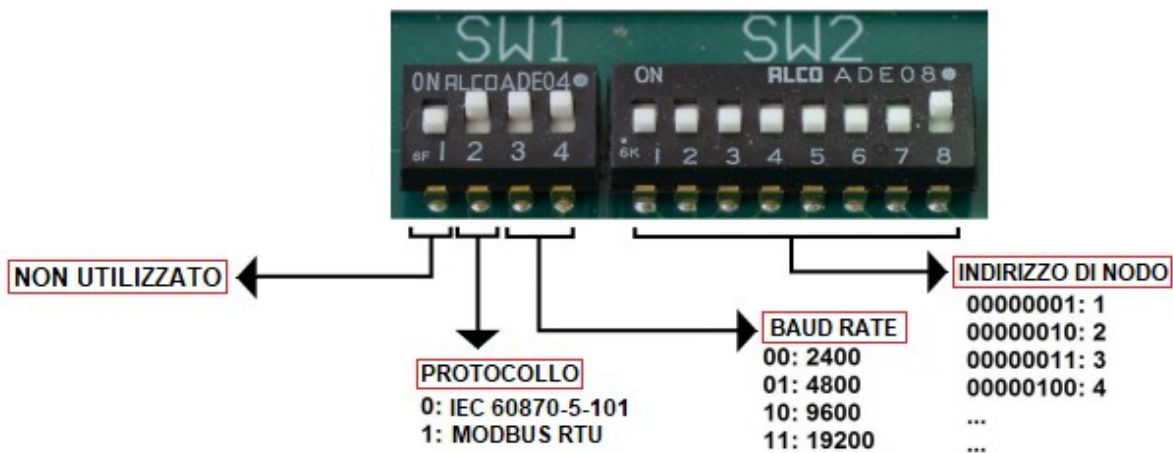 SW1 SW2
ON ALCO ADE04
6F 1 2 3 4
ON ALCO ADE08
6K 1 2 3 4 5 6 7 8
NON UTILIZZATO
PROTOCOLLO
0: IEC 60870-5-101
1: MODBUS RTU
BAUD RATE
00: 2400
01: 4800
10: 9600
11: 19200
INDIRIZZO DI NODO
00000001: 1
00000010: 2
00000011: 3
00000100: 4
...
...